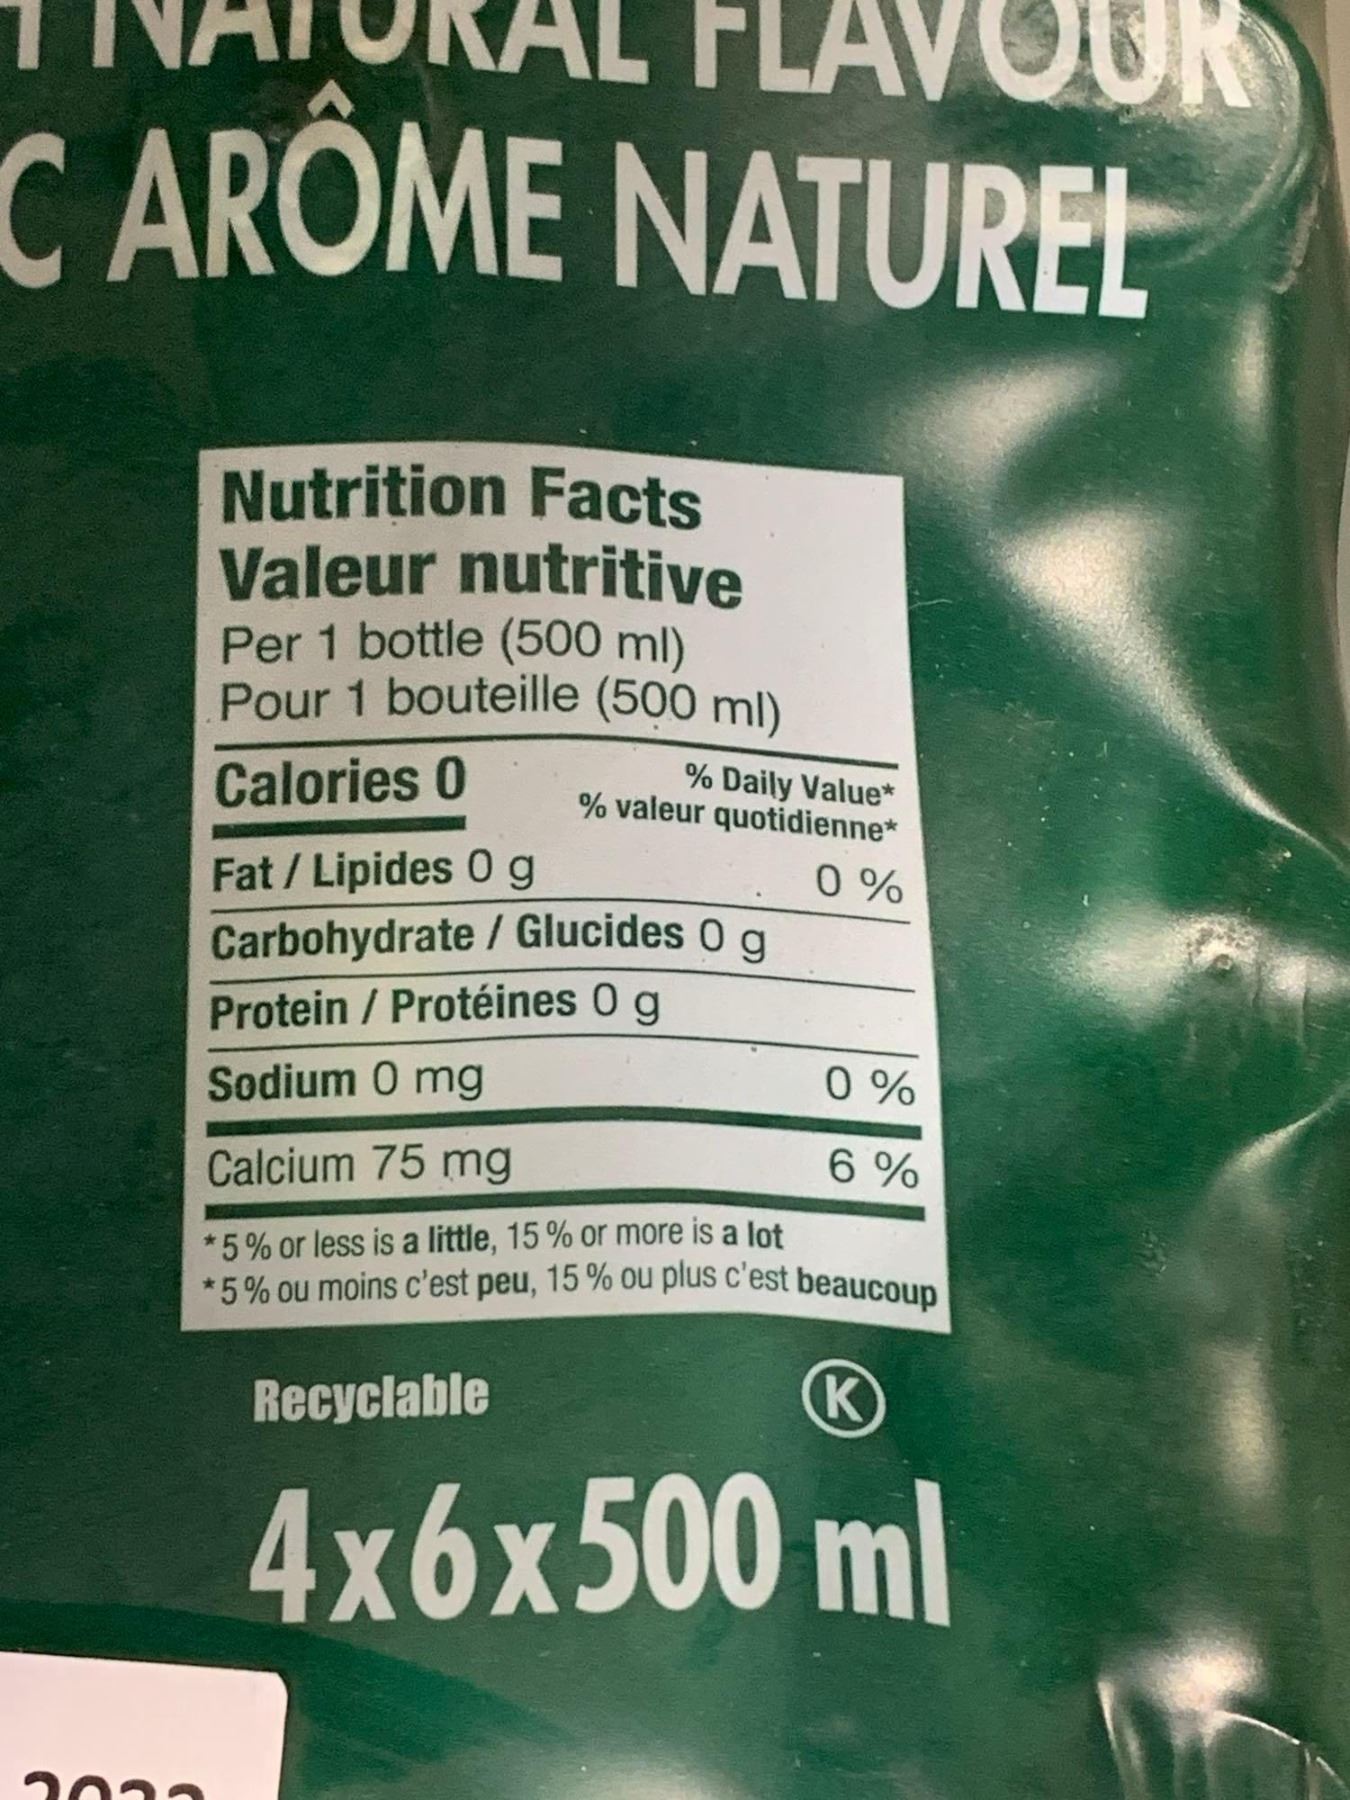 NATURAL FLAVOUR
C ARÔME NATUREL
Nutrition Facts
Valeur nutritive
Per 1 bottle (500 ml)
Pour 1 bouteille (500 ml)
Calories 0
% Daily Value*
% valeur quotidienne*
Fat / Lipides 0 g 0 %
Carbohydrate / Glucides 0 g
Protein / Protéines 0 g
Sodium 0 mg 0 %
Calcium 75 mg 6 %
*5 % or less is a little, 15 % or more is a lot
*5 % ou moins c'est peu, 15 % ou plus c'est beaucoup
Recyclable K
4x6x500 ml